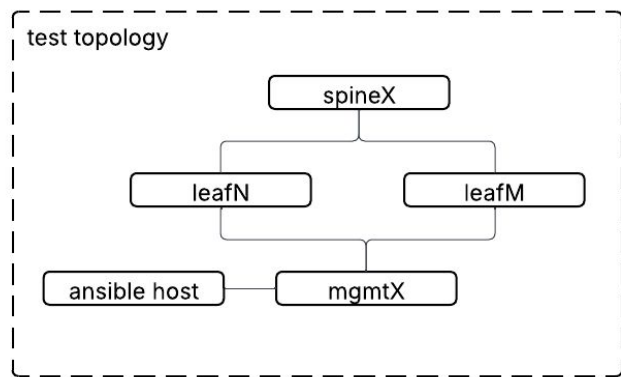 test topology
spineX
leafN
leafM
ansible host
mgmtX